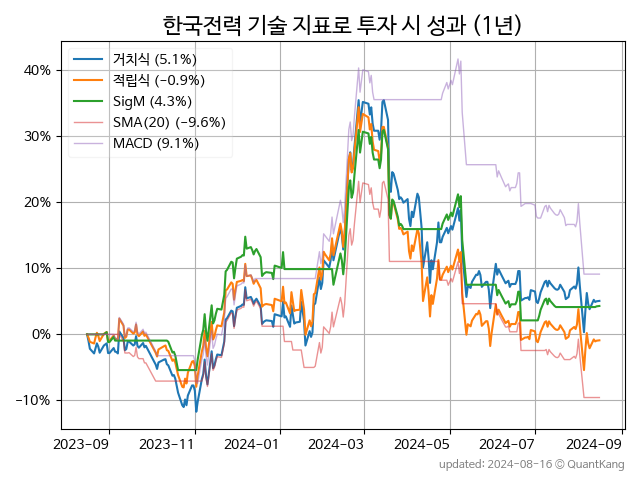 한국전력 기술 지표로 투자 시 성과 (1년)
거치식 (5.1%)
적립식 (−0.9%)
SigM (4.3%)
SMA(20) (−9.6%)
MACD (9.1%)
40%
30%
20%
10%
0%
−10%
2023-09 2023-11 2024-01 2024-03 2024-05 2024-07 2024-09
updated: 2024-08-16 © QuantKang